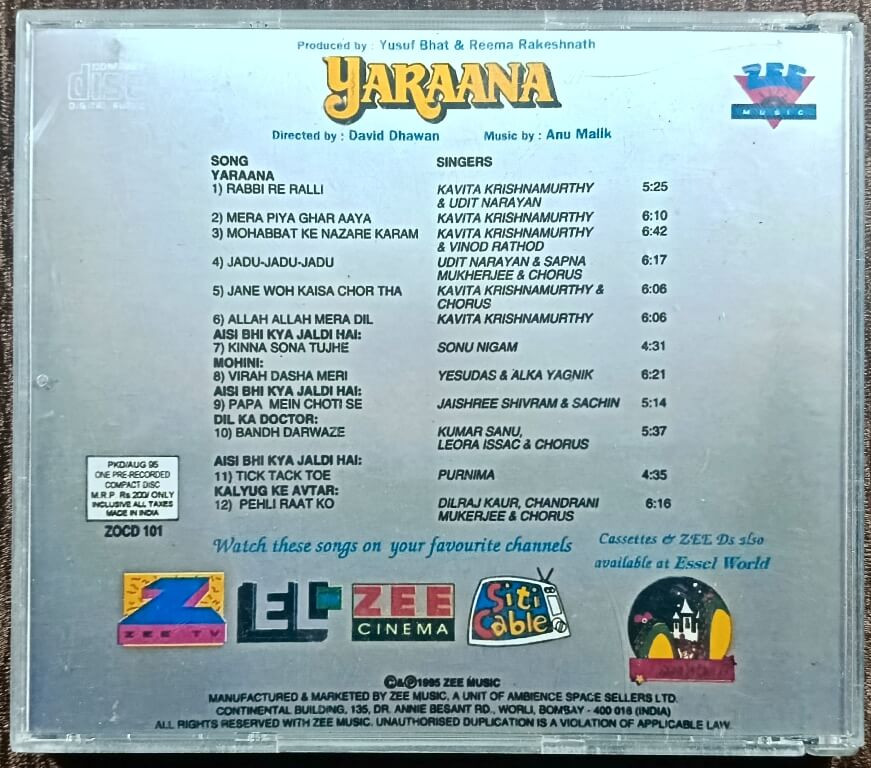 Produced by : Yusuf Bhat & Reema Rakeshnath
COMPACT
disc
DIGITAL AUDIO
YARAANA
ZEE
MUSIC
Directed by : David Dhawan Music by : Anu Malik
SONG SINGERS
YARAANA
1) RABBI RE RALLI KAVITA KRISHNAMURTHY 5:25
& UDIT NARAYAN
2) MERA PIYA GHAR AAYA KAVITA KRISHNAMURTHY 6:10
3) MOHABBAT KE NAZARE KARAM KAVITA KRISHNAMURTHY 6:42
& VINOD RATHOD
4) JADU-JADU-JADU UDIT NARAYAN & SAPNA 6:17
MUKHERJEE & CHORUS
5) JANE WOH KAISA CHOR THA KAVITA KRISHNAMURTHY & 6:06
CHORUS
6) ALLAH ALLAH MERA DIL KAVITA KRISHNAMURTHY 6:06
AISI BHI KYA JALDI HAI:
7) KINNA SONA TUJHE SONU NIGAM 4:31
MOHINI:
8) VIRAH DASHA MERI YESUDAS & ALKA YAGNIK 6:21
AISI BHI KYA JALDI HAI:
9) PAPA MEIN CHOTI SE JAISHREE SHIVRAM & SACHIN 5:14
DIL KA DOCTOR:
10) BANDH DARWAZE KUMAR SANU, 5:37
LEORA ISSAC & CHORUS
AISI BHI KYA JALDI HAI:
11) TICK TACK TOE PURNIMA 4:35
KALYUG KE AVTAR:
12) PEHLI RAAT KO DILRAJ KAUR, CHANDRANI 6:16
MUKERJEE & CHORUS
PKD/AUG 95
ONE PRE-RECORDED
COMPACT DISC
M.R.P Rs 200/ ONLY
INCLUSIVE ALL TAXES
MADE IN INDIA
ZOCD 101
Watch these songs on your favourite channels
Cassettes & ZEE Ds also
available at Essel World
Z
ZEE TV
EL
ZEE
CINEMA
Siti
Cable
©&℗1995 ZEE MUSIC
MANUFACTURED & MARKETED BY ZEE MUSIC, A UNIT OF AMBIENCE SPACE SELLERS LTD.
CONTINENTAL BUILDING, 135, DR. ANNIE BESANT RD., WORLI, BOMBAY - 400 018 (INDIA)
ALL RIGHTS RESERVED WITH ZEE MUSIC. UNAUTHORISED DUPLICATION IS A VIOLATION OF APPLICABLE LAW.